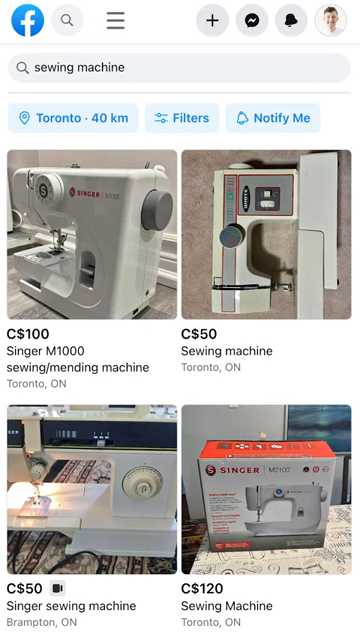 sewing machine
Toronto · 40 km
Filters
Notify Me
SINGER M1000
WHITE
C$100
Singer M1000
sewing/mending machine
Toronto, ON
C$50
Sewing machine
Toronto, ON
SINGER M2100
C$50
Singer sewing machine
Brampton, ON
C$120
Sewing Machine
Toronto, ON